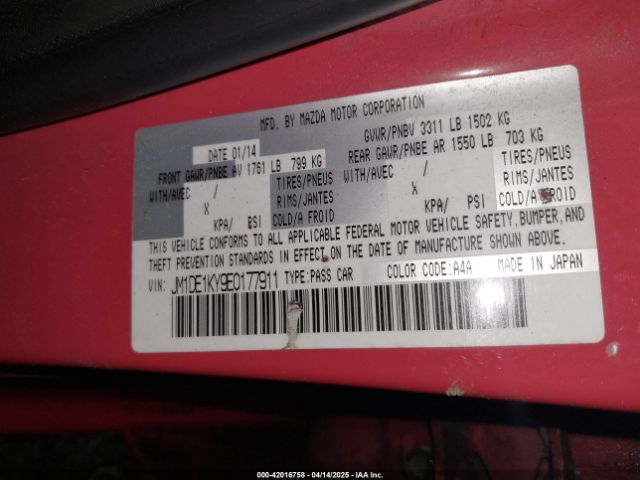 MFD. BY MAZDA MOTOR CORPORATION
DATE 01/14
GVWR/PNBV 3311 LB 1502 KG
FRONT GAWR/PNBE AV 1761 LB 799 KG
REAR GAWR/PNBE AR 1550 LB 703 KG
WITH/AVEC / TIRES/PNEUS
WITH/AVEC / TIRES/PNEUS
X RIMS/JANTES
X RIMS/JANTES
KPA/ PSI COLD/A FROID
KPA/ PSI COLD/A FROID
THIS VEHICLE CONFORMS TO ALL APPLICABLE FEDERAL MOTOR VEHICLE SAFETY, BUMPER, AND
THEFT PREVENTION STANDARDS IN EFFECT ON THE DATE OF MANUFACTURE SHOWN ABOVE.
VIN: JM1DE1KY9E0177911 TYPE:PASS CAR COLOR CODE:A4A MADE IN JAPAN
000-42016758 - 04/14/2025 - IAA Inc.